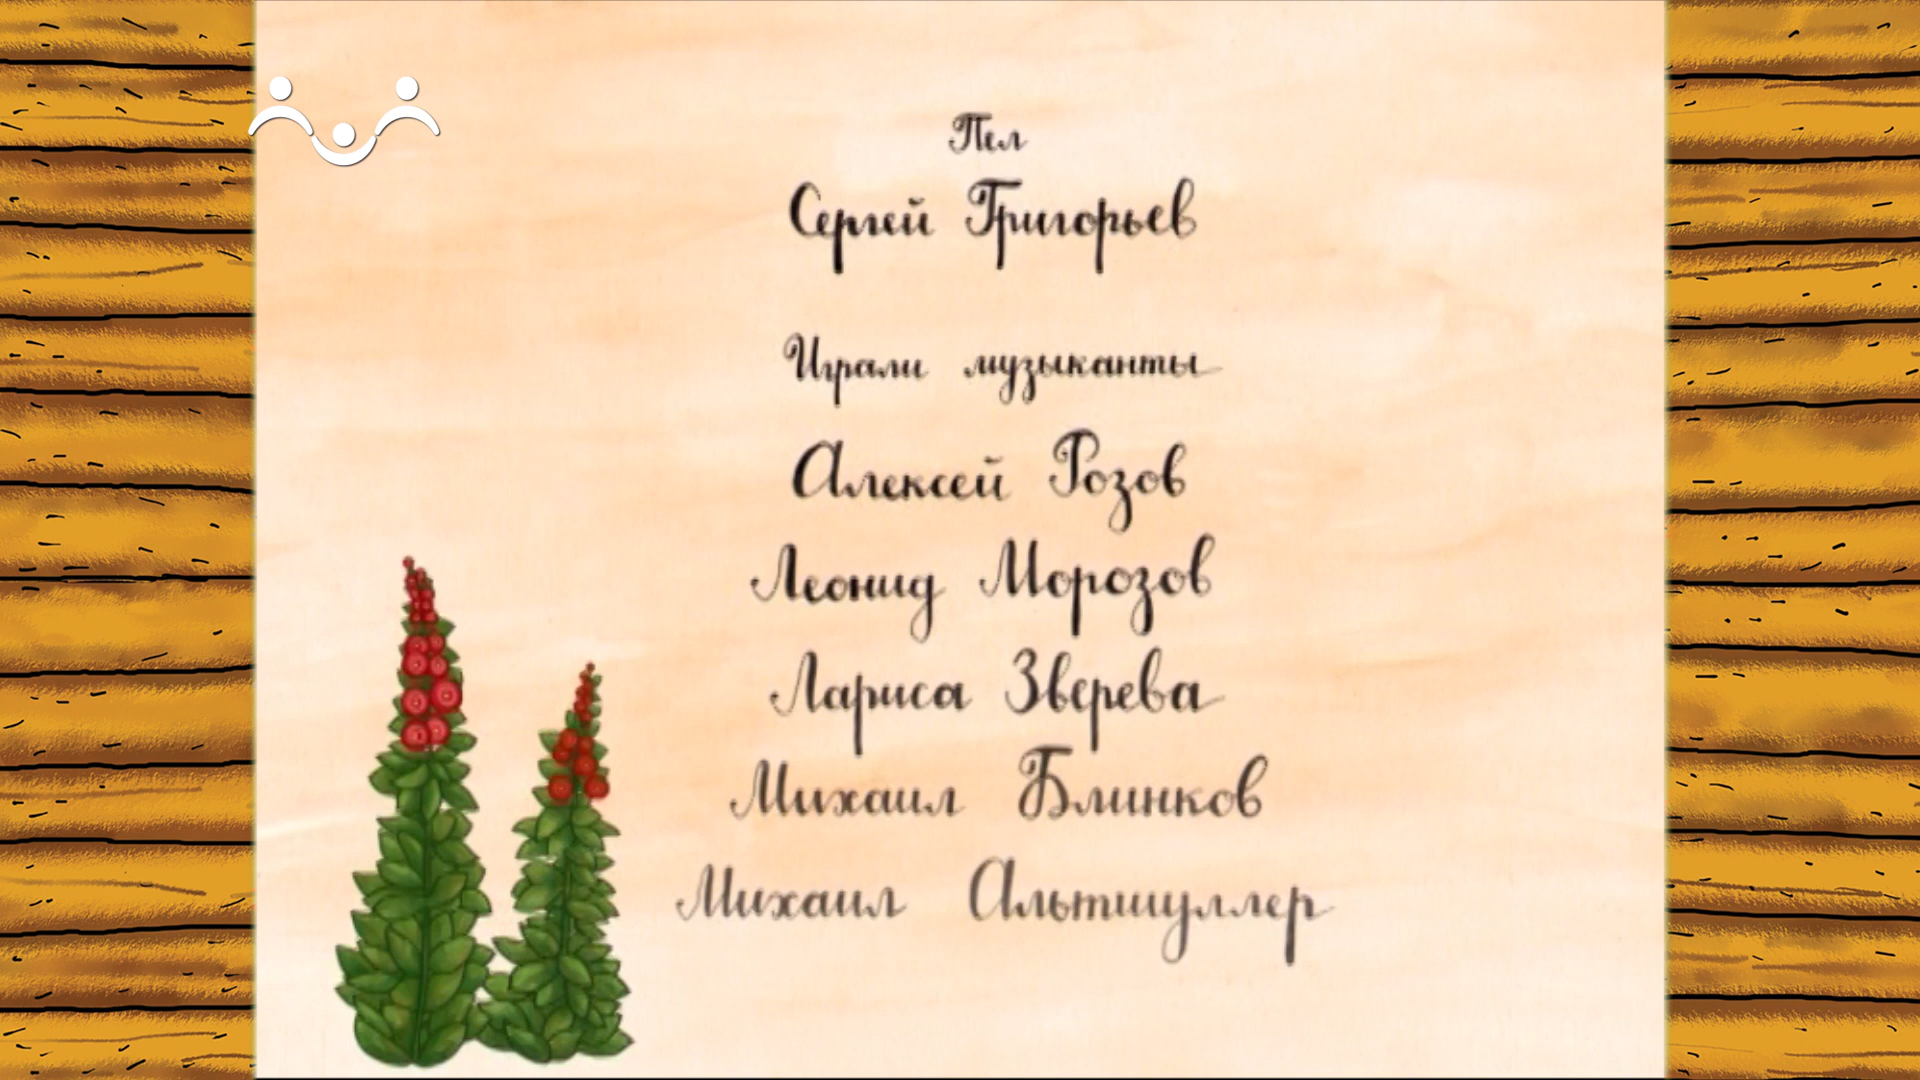 Пел
Сергей Григорьев
Играли музыканты
Алексей Розов
Леонид Морозов
Лариса Зверева
Михаил Блинков
Михаил Альтшуллер